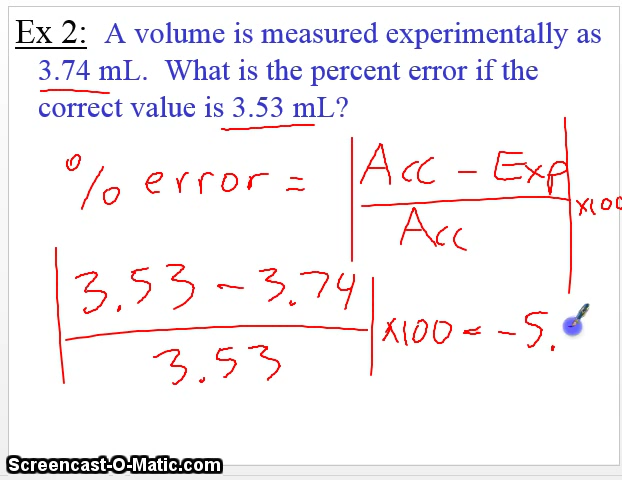 Ex 2: A volume is measured experimentally as
3.74 mL. What is the percent error if the
correct value is 3.53 mL?
% error = | Acc - Exp | x100
Acc
| 3.53 - 3.74 | x100 = -5.
3.53
Screencast-O-Matic.com